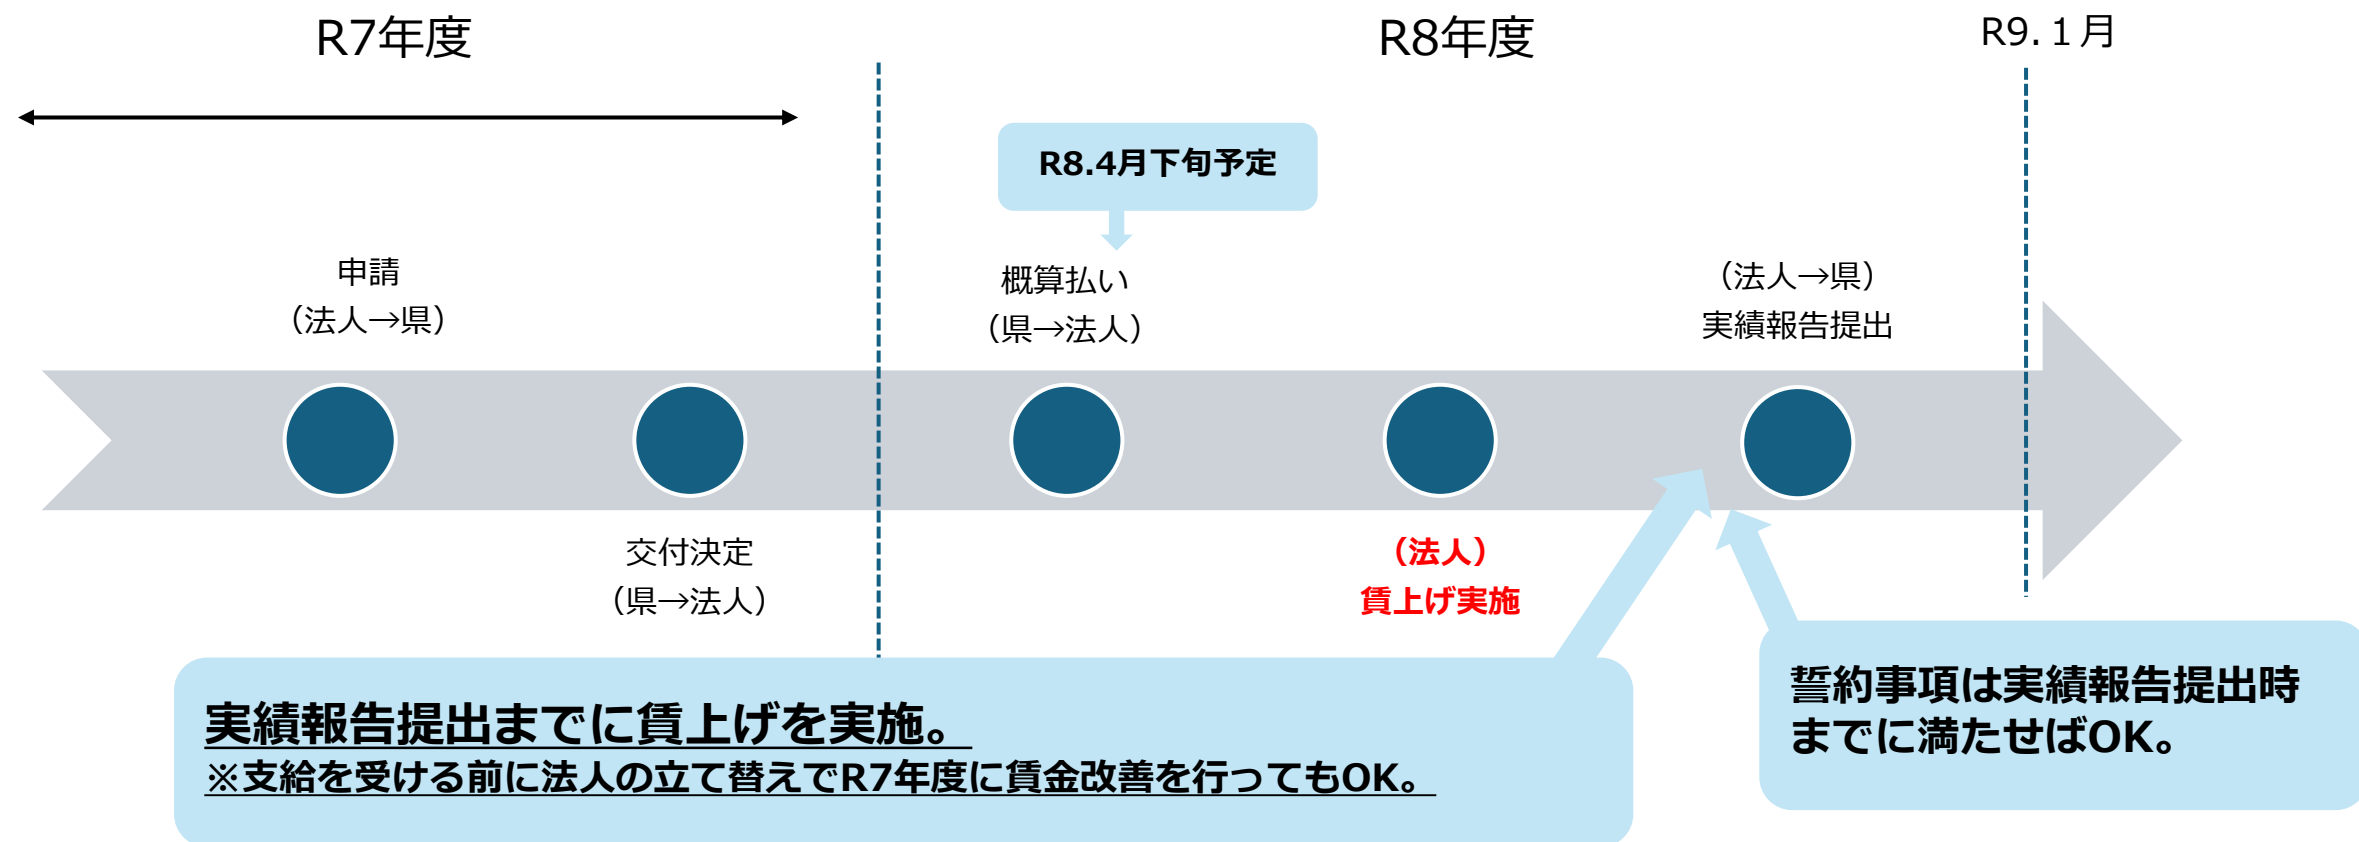 R7年度
R8年度
R9.１月
R8.4月下旬予定
申請
（法人→県）
概算払い
（県→法人）
（法人→県）
実績報告提出
交付決定
（県→法人）
（法人）
賃上げ実施
実績報告提出までに賃上げを実施。
※支給を受ける前に法人の立て替えでR7年度に賃金改善を行ってもOK。
誓約事項は実績報告提出時
までに満たせばOK。